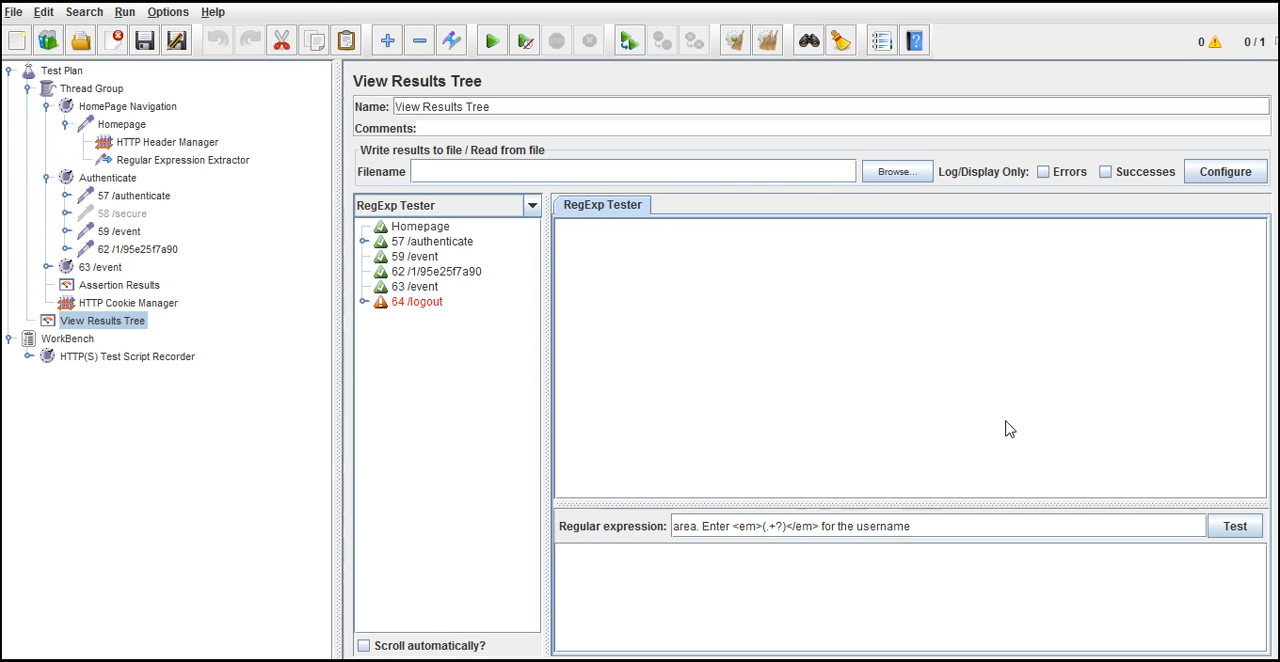 File Edit Search Run Options Help
0 0 / 1
Test Plan
Thread Group
HomePage Navigation
Homepage
HTTP Header Manager
Regular Expression Extractor
Authenticate
57 /authenticate
58 /secure
59 /event
62 /1/95e25f7a90
63 /event
Assertion Results
HTTP Cookie Manager
View Results Tree
WorkBench
HTTP(S) Test Script Recorder
View Results Tree
Name: View Results Tree
Comments:
Write results to file / Read from file
Filename Browse... Log/Display Only: Errors Successes Configure
RegExp Tester
Homepage
57 /authenticate
59 /event
62 /1/95e25f7a90
63 /event
64 /logout
Scroll automatically?
RegExp Tester
Regular expression: area. Enter <em>(.+?)</em> for the username Test